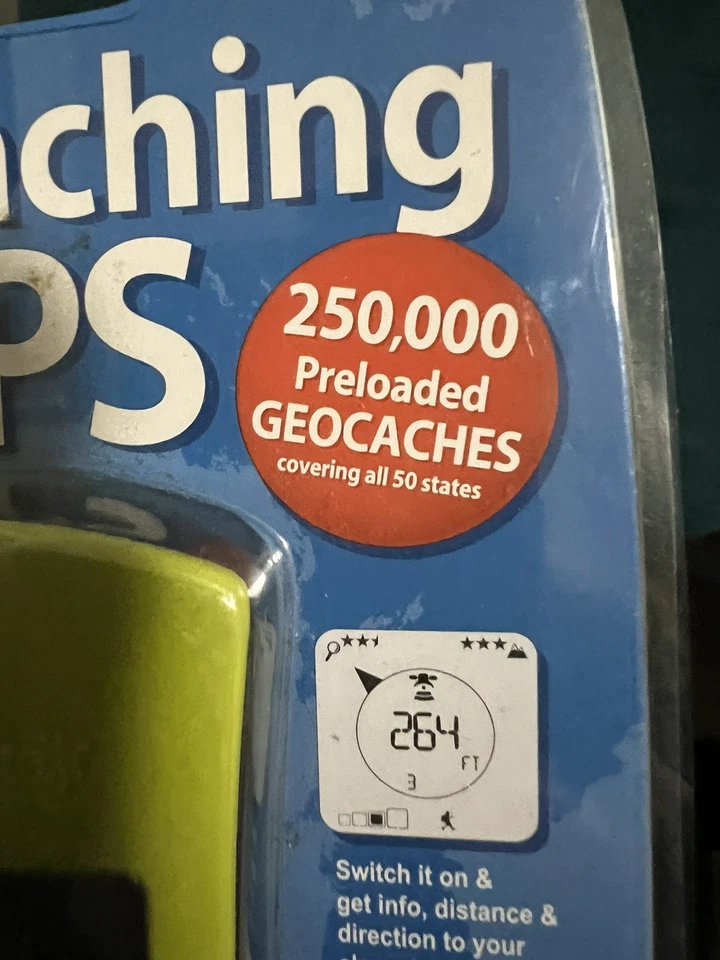 aching
PS
250,000
Preloaded
GEOCACHES
covering all 50 states
264
FT
3
Switch it on &
get info, distance &
direction to your